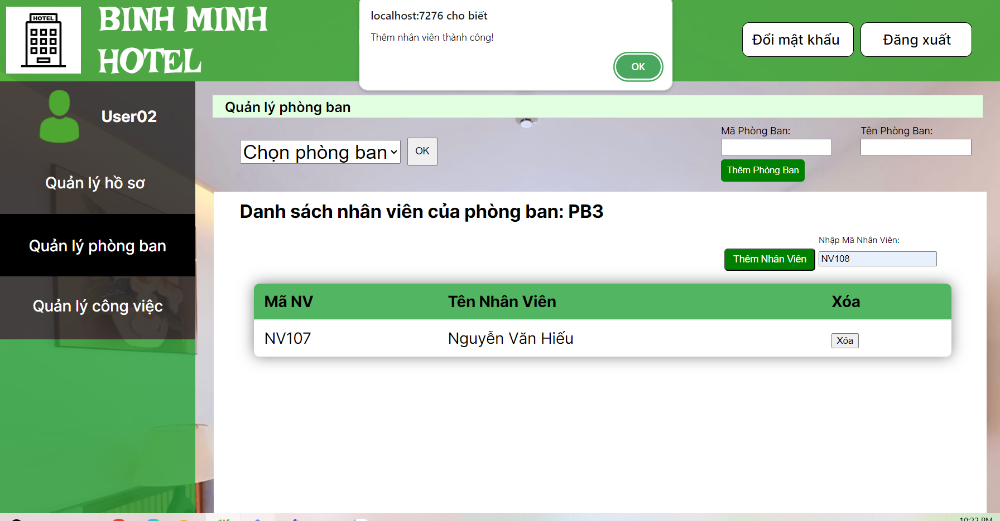 HOTEL
BINH MINH
HOTEL
localhost:7276 cho biết
Thêm nhân viên thành công!
OK
Đổi mật khẩu
Đăng xuất
User02
Quản lý hồ sơ
Quản lý phòng ban
Quản lý công việc
Quản lý phòng ban
Chọn phòng ban
OK
Mã Phòng Ban:
Tên Phòng Ban:
Thêm Phòng Ban
Danh sách nhân viên của phòng ban: PB3
Nhập Mã Nhân Viên:
Thêm Nhân Viên
NV108
Mã NV Tên Nhân Viên Xóa
NV107 Nguyễn Văn Hiếu Xóa
10:22 PM